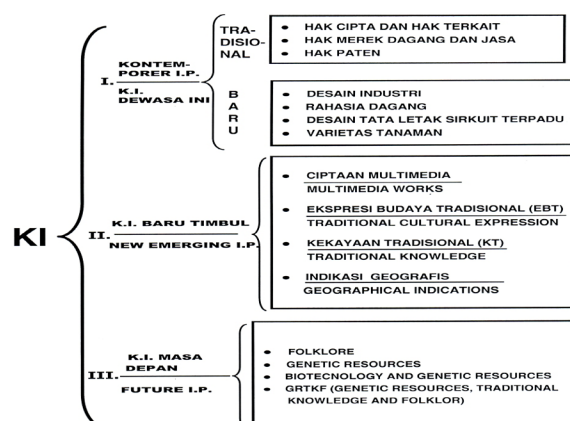 KI
I.
KONTEM-
PORER I.P.
K.I.
DEWASA INI
TRA-
DISIO-
NAL
• HAK CIPTA DAN HAK TERKAIT
• HAK MEREK DAGANG DAN JASA
• HAK PATEN
B
A
R
U
• DESAIN INDUSTRI
• RAHASIA DAGANG
• DESAIN TATA LETAK SIRKUIT TERPADU
• VARIETAS TANAMAN
II.
K.I. BARU TIMBUL
NEW EMERGING I.P.
• CIPTAAN MULTIMEDIA
MULTIMEDIA WORKS
• EKSPRESI BUDAYA TRADISIONAL (EBT)
TRADITIONAL CULTURAL EXPRESSION
• KEKAYAAN TRADISIONAL (KT)
TRADITIONAL KNOWLEDGE
• INDIKASI GEOGRAFIS
GEOGRAPHICAL INDICATIONS
III.
K.I. MASA
DEPAN
FUTURE I.P.
• FOLKLORE
• GENETIC RESOURCES
• BIOTECNOLOGY AND GENETIC RESOURCES
• GRTKF (GENETIC RESOURCES, TRADITIONAL
KNOWLEDGE AND FOLKLOR)